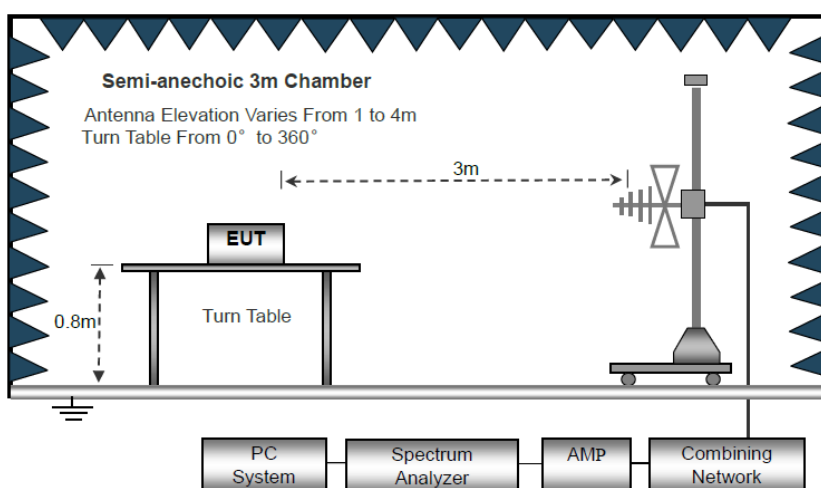 Semi-anechoic 3m Chamber
Antenna Elevation Varies From 1 to 4m
Turn Table From 0° to 360°
3m
EUT
0.8m
Turn Table
PC
System
Spectrum
Analyzer
AMP
Combining
Network